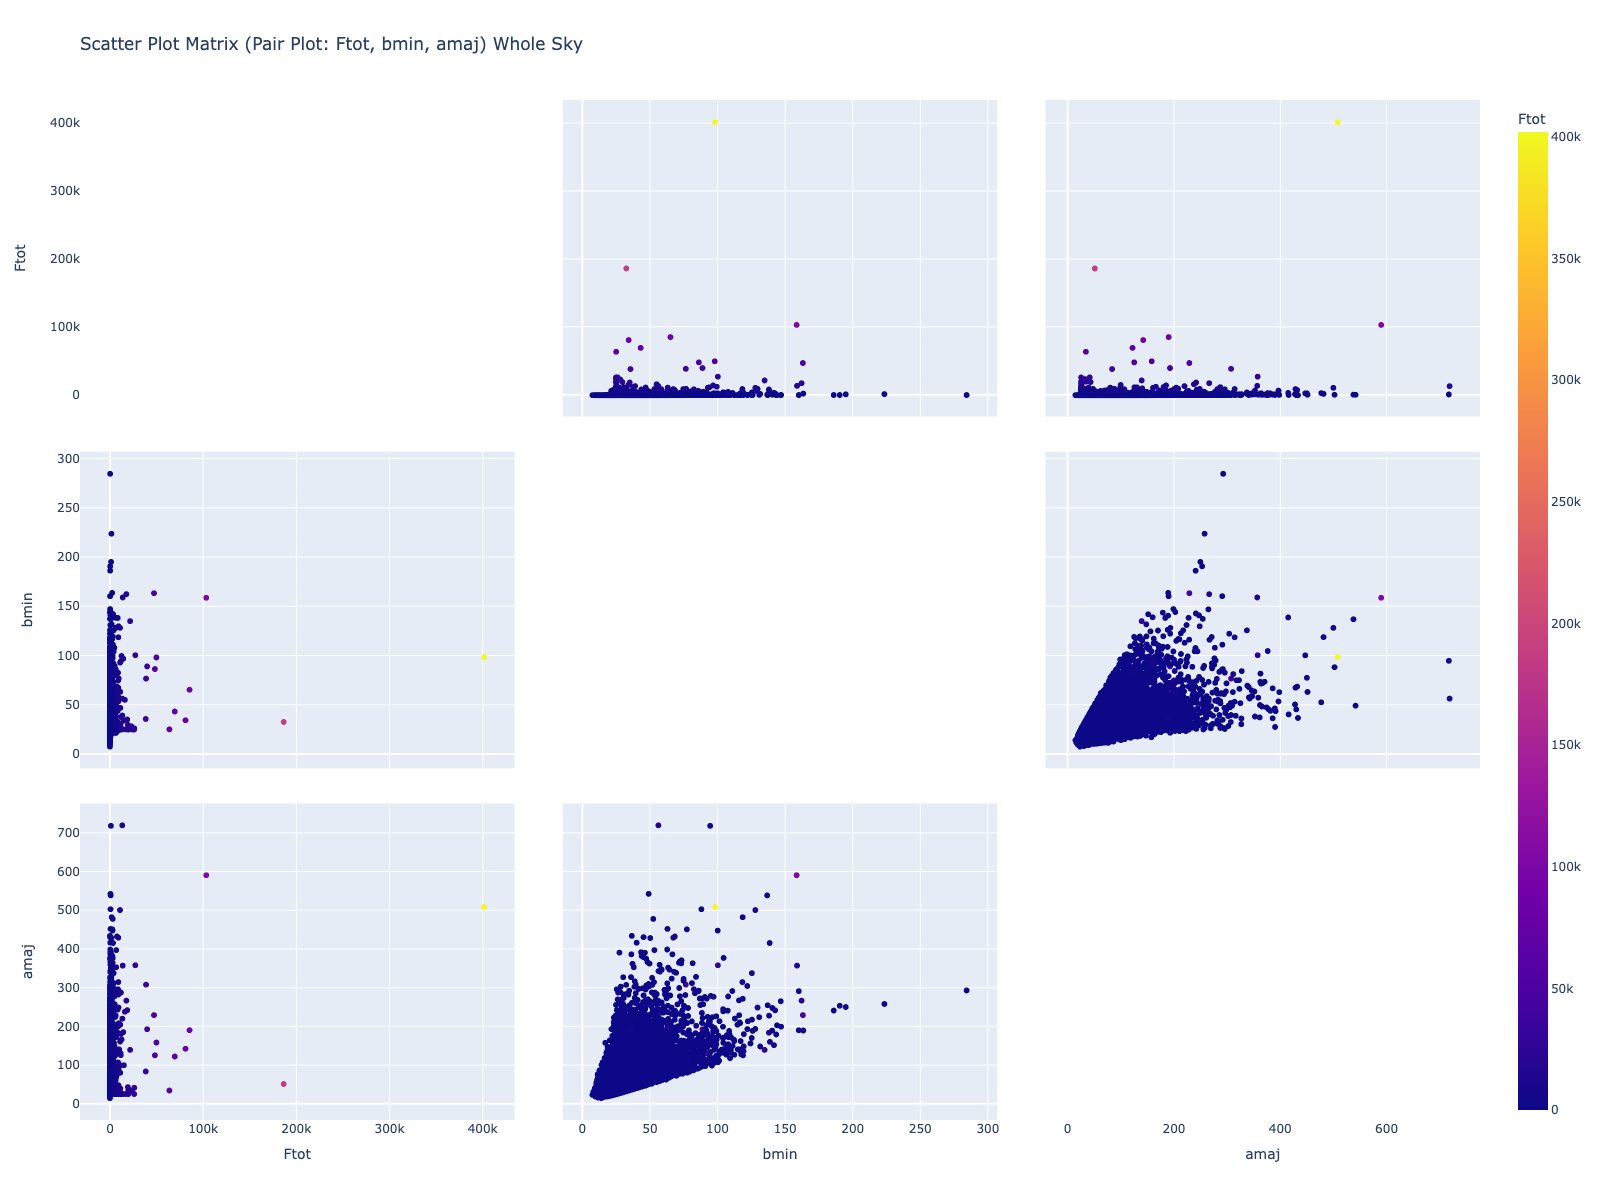 Scatter Plot Matrix (Pair Plot: Ftot, bmin, amaj) Whole Sky
Ftot
400k
300k
200k
100k
0
Ftot
400k
350k
300k
250k
200k
150k
100k
50k
0
bmin
300
250
200
150
100
50
0
amaj
700
600
500
400
300
200
100
0
0 100k 200k 300k 400k
0 50 100 150 200 250 300
0 200 400 600
Ftot bmin amaj